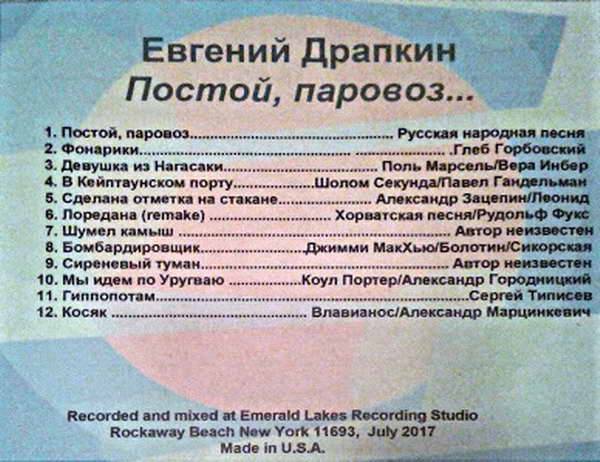 Евгений Драпкин
Постой, паровоз...
1. Постой, паровоз................................................ Русская народная песня
2. Фонарики.................................................... .Глеб Горбовский
3. Девушка из Нагасаки..................................... Поль Марсель/Вера Инбер
4. В Кейптаунском порту...................Шолом Секунда/Павел Гандельман
5. Сделана отметка на стакане.................... Александр Зацепин/Леонид
6. Лоредана (remake) ............................ Хорватская песня/Рудольф Фукс
7. Шумел камыш ............................................................... Автор неизвестен
8. Бомбардировщик..........................Джимми МакХью/Болотин/Сикорская
9. Сиреневый туман............................................................ Автор неизвестен
10. Мы идем по Уругваю .................Коул Портер/Александр Городницкий
11. Гиппопотам...........................................................................Сергей Типисев
12. Косяк ............................................. Влавианос/Александр Марцинкевич
Recorded and mixed at Emerald Lakes Recording Studio
Rockaway Beach New York 11693, July 2017
Made in U.S.A.